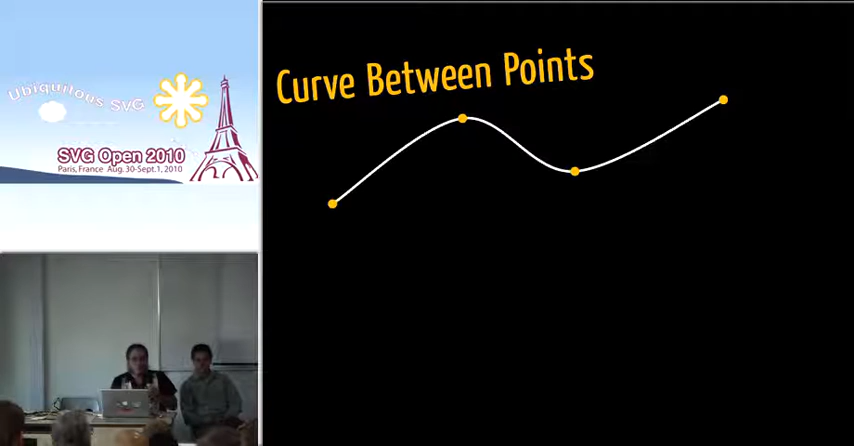 Ubiquitous SVG
SVG Open 2010
Paris, France Aug. 30-Sept.1, 2010
Curve Between Points